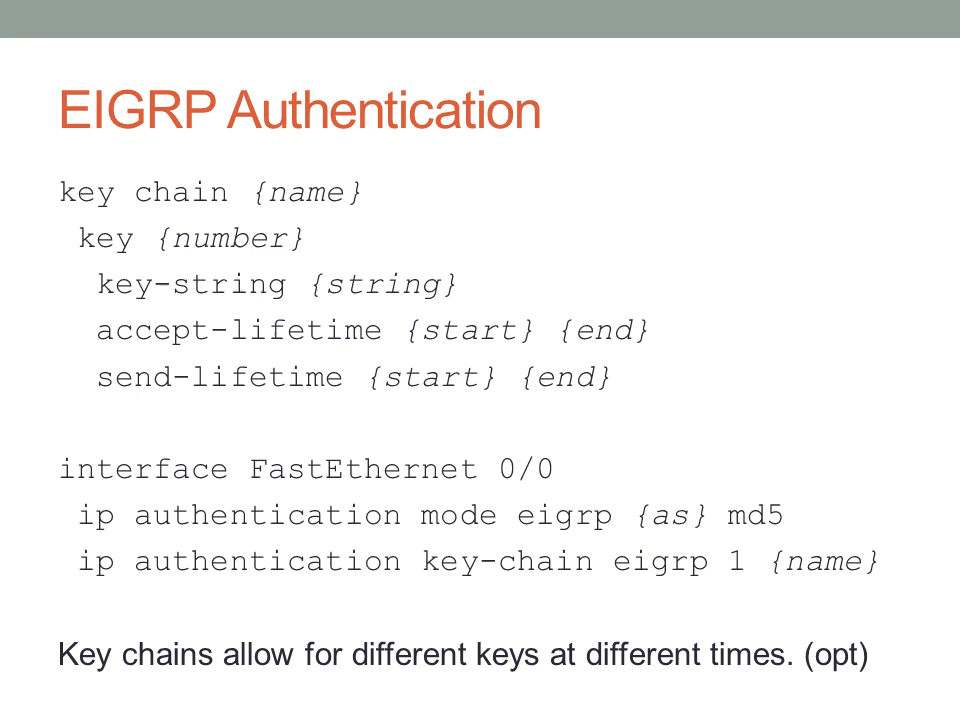 EIGRP Authentication
key chain {name}
key {number}
key-string {string}
accept-lifetime {start} {end}
send-lifetime {start} {end}
interface FastEthernet 0/0
ip authentication mode eigrp {as} md5
ip authentication key-chain eigrp 1 {name}
Key chains allow for different keys at different times. (opt)